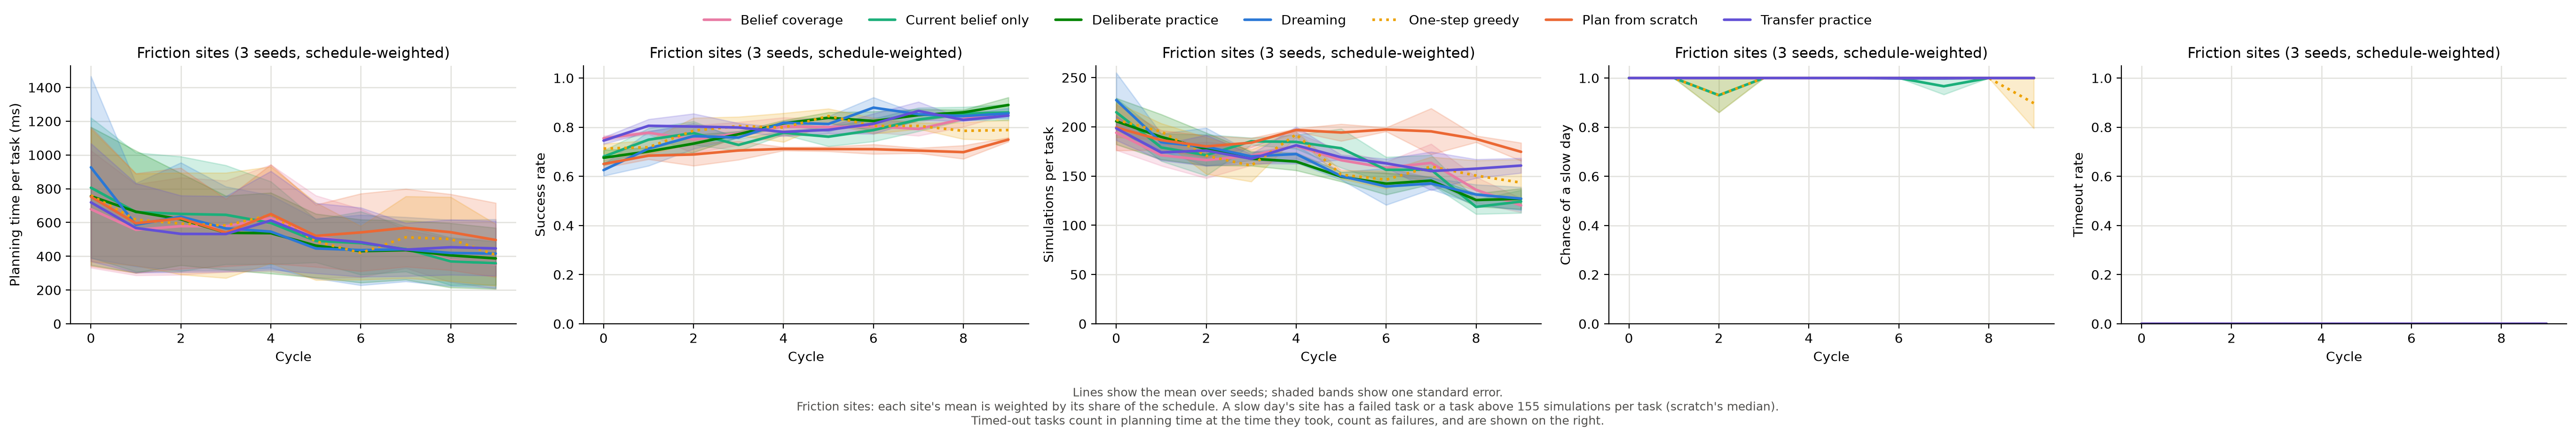 Belief coverage
Current belief only
Deliberate practice
Dreaming
One-step greedy
Plan from scratch
Transfer practice
Friction sites (3 seeds, schedule-weighted)
Planning time per task (ms)
1400
1200
1000
800
600
400
200
0
0 2 4 6 8
Cycle
Friction sites (3 seeds, schedule-weighted)
Success rate
1.0
0.8
0.6
0.4
0.2
0.0
0 2 4 6 8
Cycle
Friction sites (3 seeds, schedule-weighted)
Simulations per task
250
200
150
100
50
0
0 2 4 6 8
Cycle
Friction sites (3 seeds, schedule-weighted)
Chance of a slow day
1.0
0.8
0.6
0.4
0.2
0.0
0 2 4 6 8
Cycle
Friction sites (3 seeds, schedule-weighted)
Timeout rate
1.0
0.8
0.6
0.4
0.2
0.0
0 2 4 6 8
Cycle
Lines show the mean over seeds; shaded bands show one standard error.
Friction sites: each site's mean is weighted by its share of the schedule. A slow day's site has a failed task or a task above 155 simulations per task (scratch's median).
Timed-out tasks count in planning time at the time they took, count as failures, and are shown on the right.